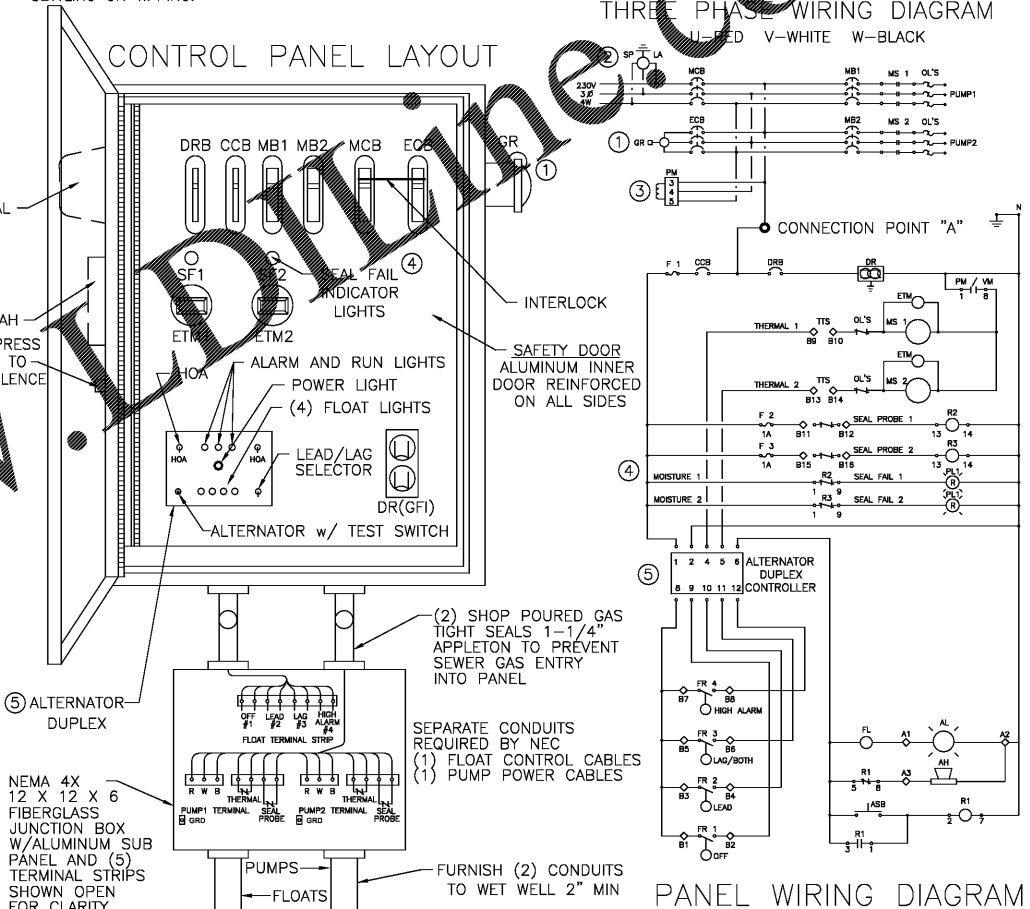 THREE PHASE WIRING DIAGRAM
U-RED V-WHITE W-BLACK
CONTROL PANEL LAYOUT
2
SP
LA
230V
3Ø
4W
MCB
MB1
MS 1
OL'S
PUMP1
1
GR
ECB
MB2
MS 2
OL'S
PUMP2
3
PM
3
4
5
CONNECTION POINT "A"
N
DRB CCB MB1 MB2 MCB ECB GR
1
SF1
SF2
4
SEAL FAIL
INDICATOR
LIGHTS
ETM1
ETM2
INTERLOCK
SAFETY DOOR
ALUMINUM INNER
DOOR REINFORCED
ON ALL SIDES
AH
PRESS
TO
HOA
ALARM AND RUN LIGHTS
POWER LIGHT
(4) FLOAT LIGHTS
HOA
HOA
LEAD/LAG
SELECTOR
DR(GFI)
ALTERNATOR w/ TEST SWITCH
(2) SHOP POURED GAS
TIGHT SEALS 1-1/4"
APPLETON TO PREVENT
SEWER GAS ENTRY
INTO PANEL
5 ALTERNATOR
DUPLEX
OFF #1
LEAD #2
LAG #3
HIGH ALARM #4
FLOAT TERMINAL STRIP
SEPARATE CONDUITS
REQUIRED BY NEC
(1) FLOAT CONTROL CABLES
(1) PUMP POWER CABLES
R W B
THERMAL
R W B
THERMAL
PUMP1 TERMINAL SEAL PROBE
GRD
PUMP2 TERMINAL SEAL PROBE
GRD
NEMA 4X
12 X 12 X 6
FIBERGLASS
JUNCTION BOX
W/ALUMINUM SUB
PANEL AND (5)
TERMINAL STRIPS
SHOWN OPEN
FOR CLARITY
PUMPS
FLOATS
FURNISH (2) CONDUITS
TO WET WELL 2" MIN
F 1
CCB
DRB
DR
PM / VM
1 8
ETM
THERMAL 1
TTS
OL'S
MS 1
B9 B10
ETM
THERMAL 2
TTS
OL'S
MS 2
B13 B14
F 2
1A
B11 B12
SEAL PROBE 1
R2
13 14
F 3
1A
B15 B16
SEAL PROBE 2
R3
13 14
4
MOISTURE 1
R2
1 9
SEAL FAIL 1
PL1
R
MOISTURE 2
R3
1 9
SEAL FAIL 2
PL1
R
5
1 2 4 5 6
8 9 10 11 12
ALTERNATOR
DUPLEX
CONTROLLER
FR 4
B7 B8
HIGH ALARM
FR 3
B5 B6
LAG/BOTH
FR 2
B3 B4
LEAD
FR 1
B1 B2
OFF
FL
A1
AL
A2
R1
5 8
A3
AH
ASB
R1
2 7
R1
3 1
PANEL WIRING DIAGRAM